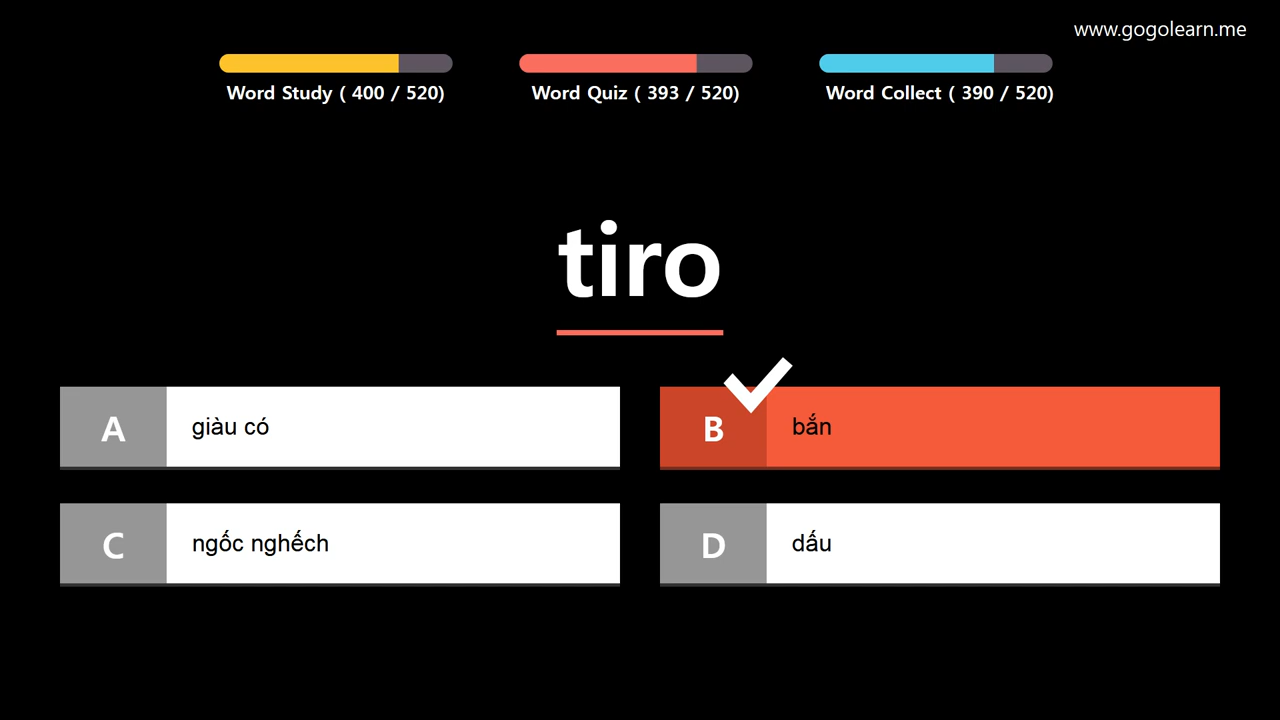 www.gogolearn.me
Word Study ( 400 / 520)
Word Quiz ( 393 / 520)
Word Collect ( 390 / 520)
tiro
A giàu có
B bắn
C ngốc nghếch
D dấu